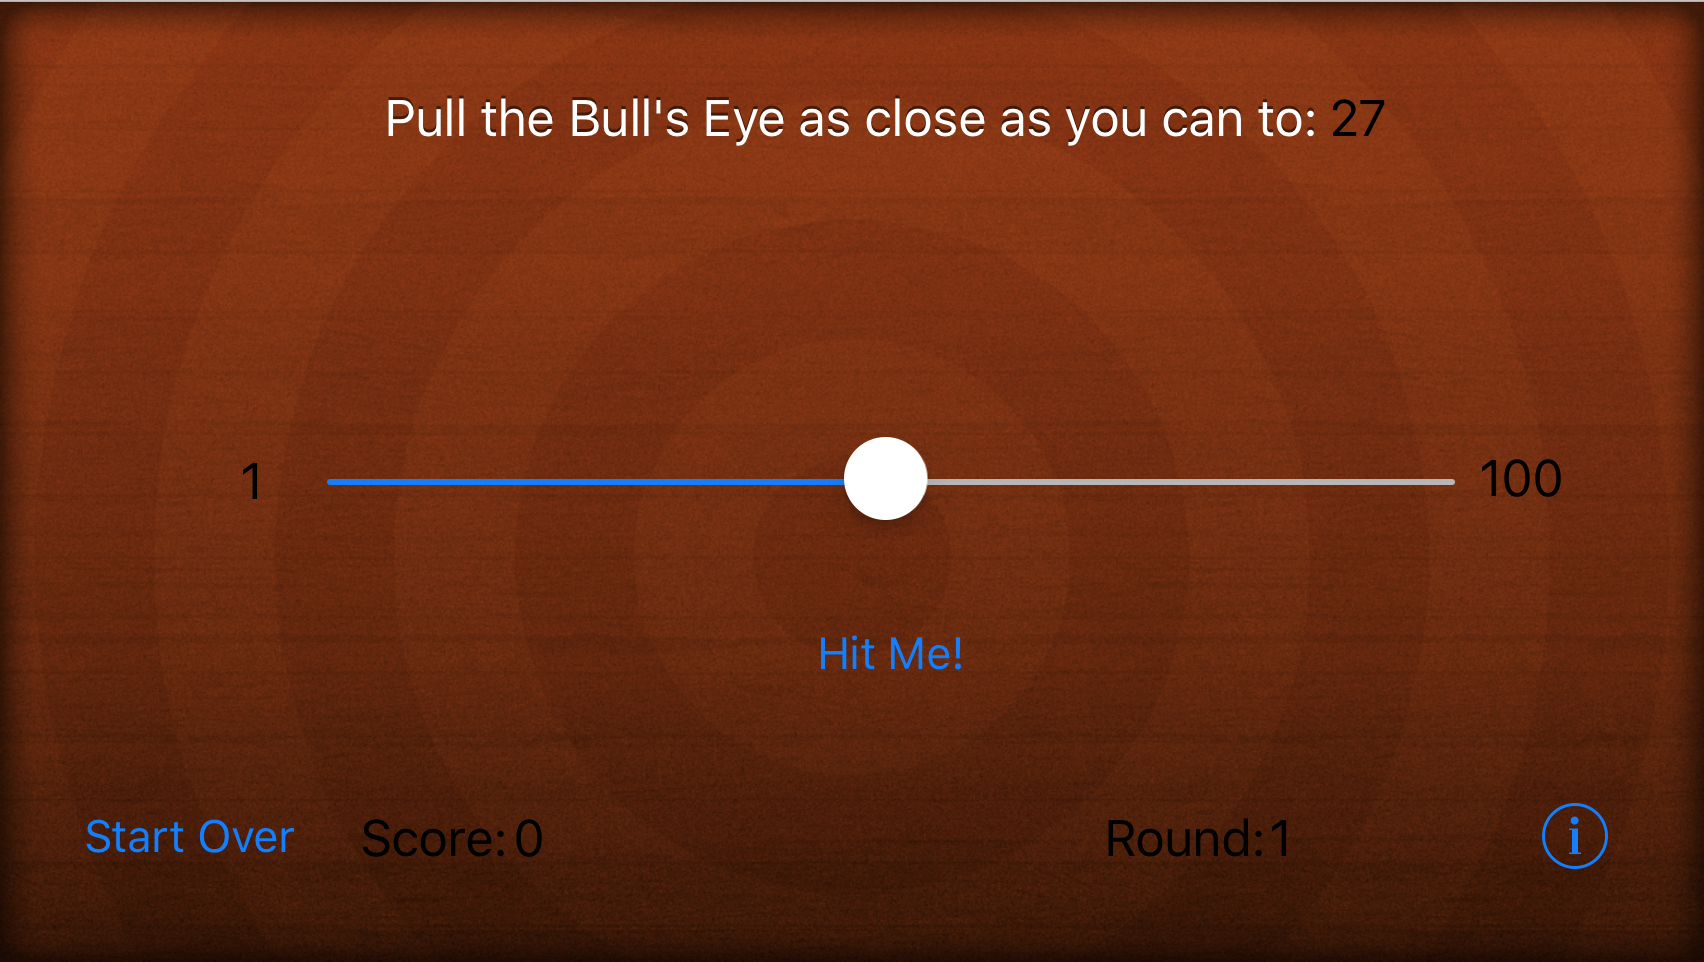 Pull the Bull's Eye as close as you can to: 27
1 100
Hit Me!
Start Over Score: 0 Round: 1 i